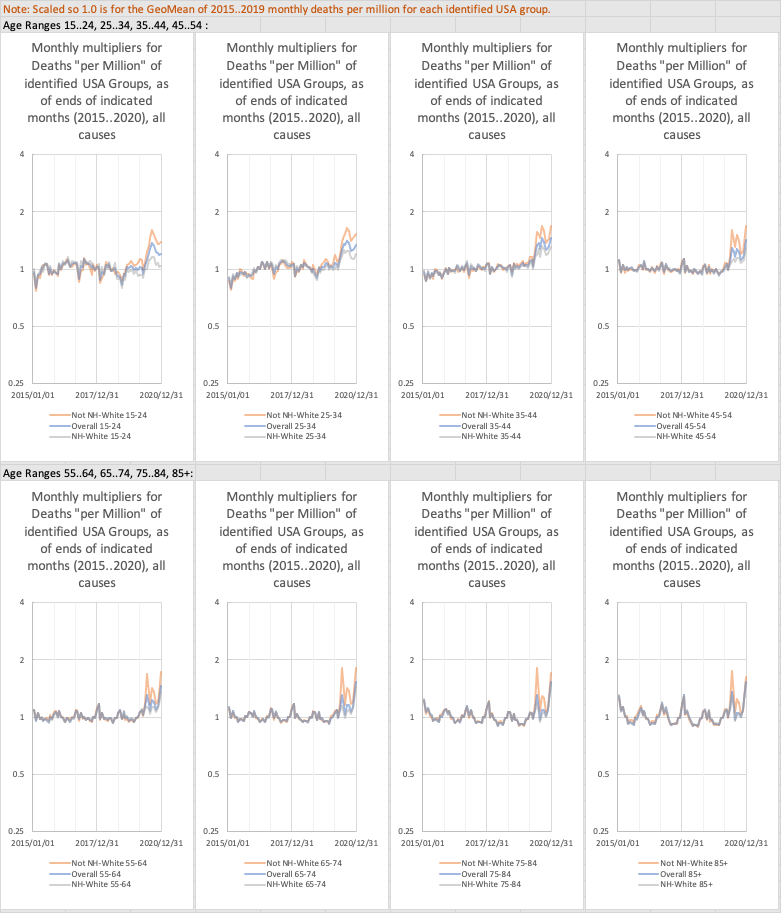 Note: Scaled so 1.0 is for the GeoMean of 2015..2019 monthly deaths per million for each identified USA group.
Age Ranges 15..24, 25..34, 35..44, 45..54 :
Monthly multipliers for
Deaths "per Million" of
identified USA Groups, as
of ends of indicated
months (2015..2020), all
causes
4
2
1
0.5
0.25
2015/01/01
2017/12/31
2020/12/31
Not NH-White 15-24
Overall 15-24
NH-White 15-24
Monthly multipliers for
Deaths "per Million" of
identified USA Groups, as
of ends of indicated
months (2015..2020), all
causes
4
2
1
0.5
0.25
2015/01/01
2017/12/31
2020/12/31
Not NH-White 25-34
Overall 25-34
NH-White 25-34
Monthly multipliers for
Deaths "per Million" of
identified USA Groups, as
of ends of indicated
months (2015..2020), all
causes
4
2
1
0.5
0.25
2015/01/01
2017/12/31
2020/12/31
Not NH-White 35-44
Overall 35-44
NH-White 35-44
Monthly multipliers for
Deaths "per Million" of
identified USA Groups, as
of ends of indicated
months (2015..2020), all
causes
4
2
1
0.5
0.25
2015/01/01
2017/12/31
2020/12/31
Not NH-White 45-54
Overall 45-54
NH-White 45-54
Age Ranges 55..64, 65..74, 75..84, 85+:
Monthly multipliers for
Deaths "per Million" of
identified USA Groups, as
of ends of indicated
months (2015..2020), all
causes
4
2
1
0.5
0.25
2015/01/01
2017/12/31
2020/12/31
Not NH-White 55-64
Overall 55-64
NH-White 55-64
Monthly multipliers for
Deaths "per Million" of
identified USA Groups, as
of ends of indicated
months (2015..2020), all
causes
4
2
1
0.5
0.25
2015/01/01
2017/12/31
2020/12/31
Not NH-White 65-74
Overall 65-74
NH-White 65-74
Monthly multipliers for
Deaths "per Million" of
identified USA Groups, as
of ends of indicated
months (2015..2020), all
causes
4
2
1
0.5
0.25
2015/01/01
2017/12/31
2020/12/31
Not NH-White 75-84
Overall 75-84
NH-White 75-84
Monthly multipliers for
Deaths "per Million" of
identified USA Groups, as
of ends of indicated
months (2015..2020), all
causes
4
2
1
0.5
0.25
2015/01/01
2017/12/31
2020/12/31
Not NH-White 85+
Overall 85+
NH-White 85+